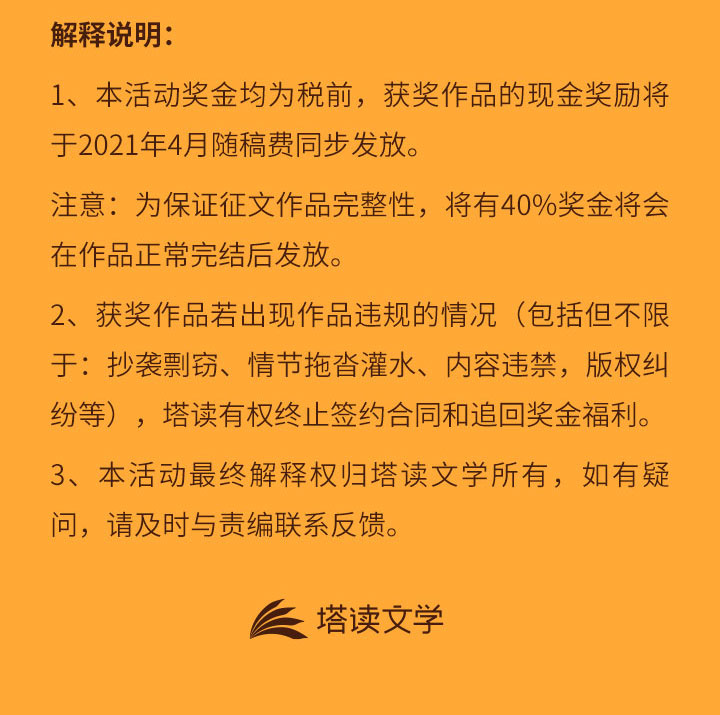 解释说明：
1、本活动奖金均为税前，获奖作品的现金奖励将
于2021年4月随稿费同步发放。
注意：为保证征文作品完整性，将有40%奖金将会
在作品正常完结后发放。
2、获奖作品若出现作品违规的情况（包括但不限
于：抄袭剽窃、情节拖沓灌水、内容违禁，版权纠
纷等），塔读有权终止签约合同和追回奖金福利。
3、本活动最终解释权归塔读文学所有，如有疑
问，请及时与责编联系反馈。
塔读文学